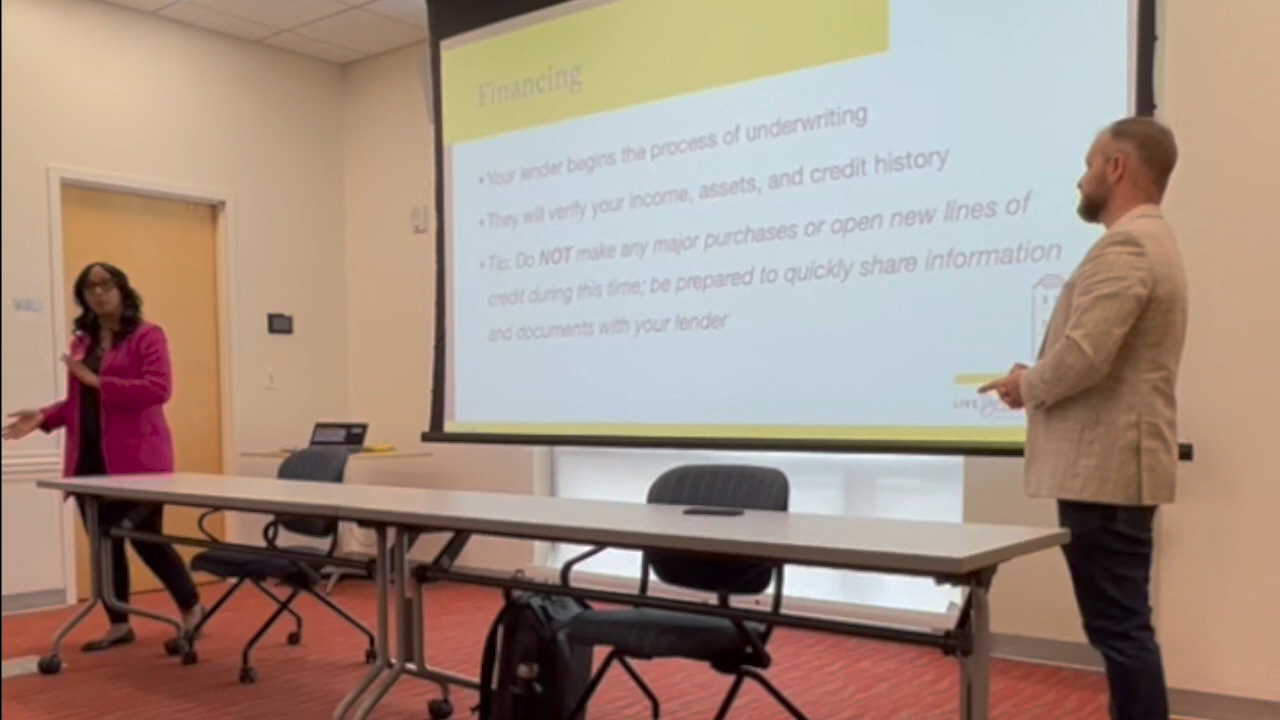 Financing
• Your lender begins the process of underwriting
• They will verify your income, assets, and credit history
• Tip: Do NOT make any major purchases or open new lines of
credit during this time; be prepared to quickly share information
and documents with your lender
LIVE